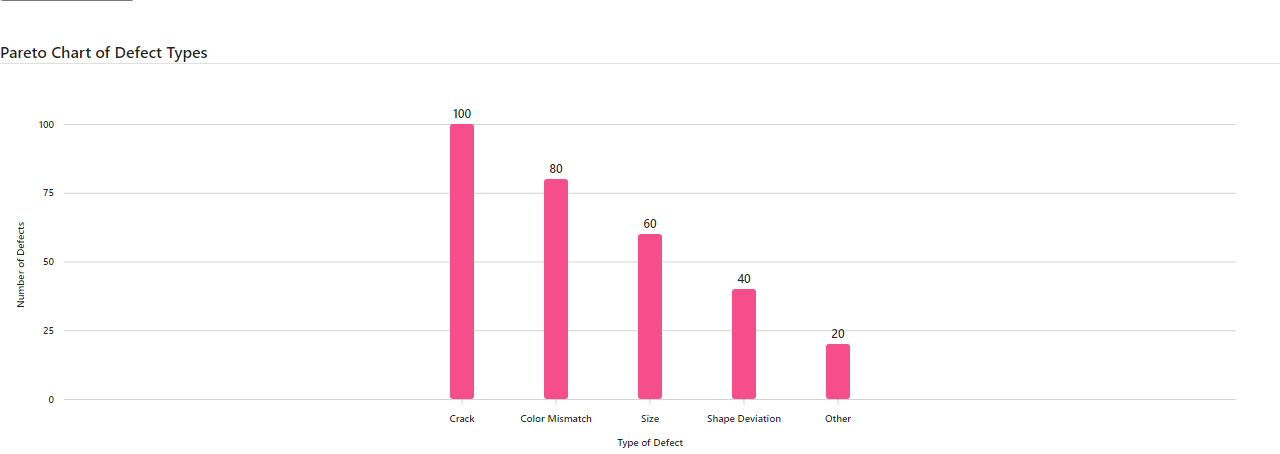 Pareto Chart of Defect Types
100
80
60
40
20
100
75
50
25
0
Number of Defects
Crack
Color Mismatch
Size
Shape Deviation
Other
Type of Defect